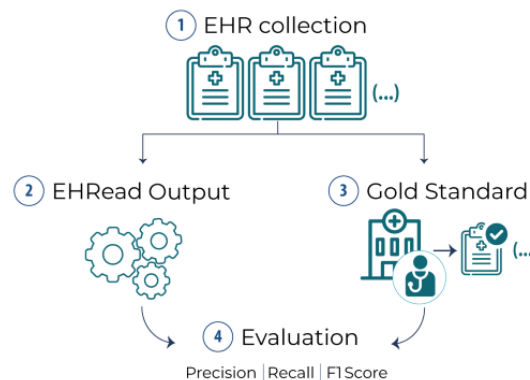 1 EHR collection
(...)
2 EHRead Output
3 Gold Standard
(...
4 Evaluation
Precision | Recall | F1 Score